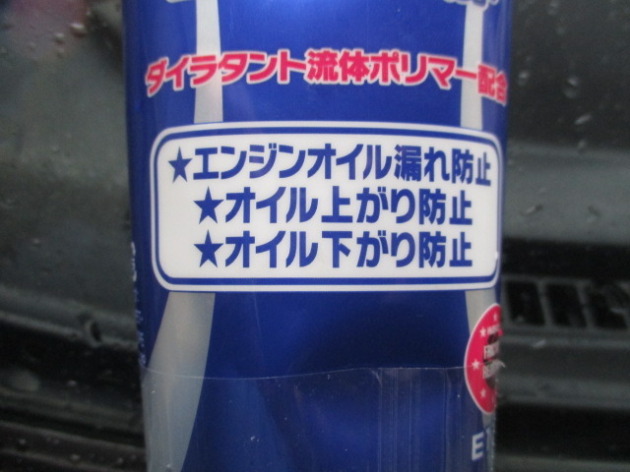 ダイラタント流体ポリマー配合
★エンジンオイル漏れ防止
★オイル上がり防止
★オイル下がり防止